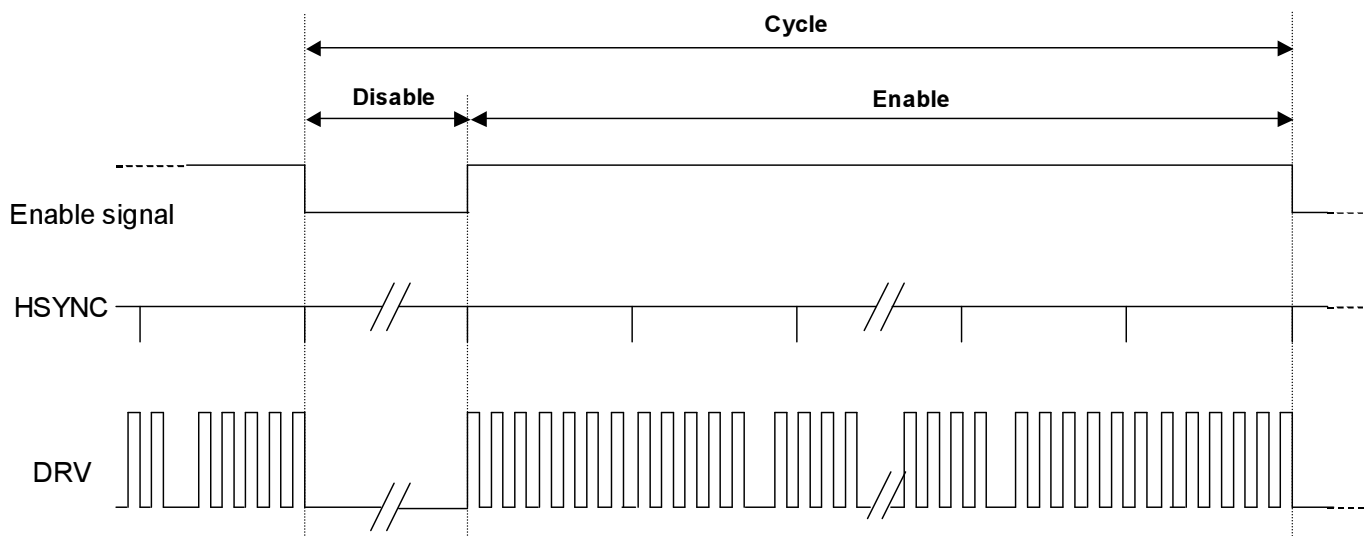 Cycle
Disable
Enable
Enable signal
HSYNC
DRV